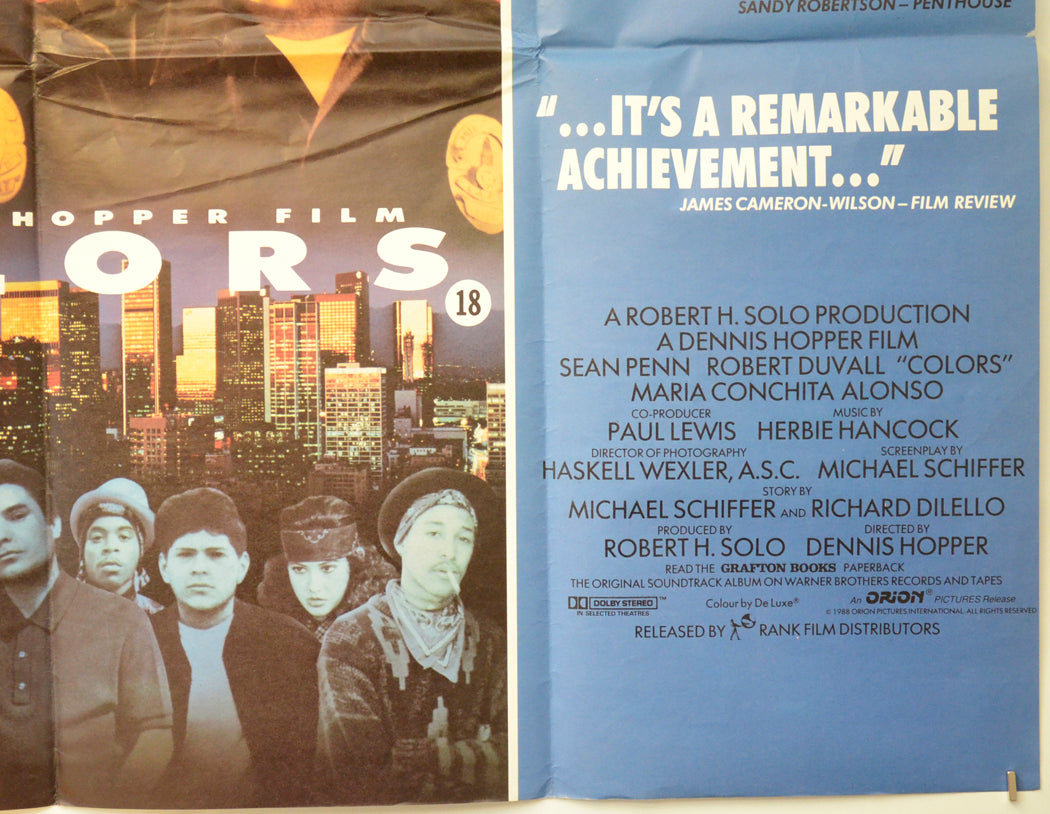 HOPPER FILM
ORS
18
SANDY ROBERTSON – PENTHOUSE
"...IT'S A REMARKABLE
ACHIEVEMENT..."
JAMES CAMERON-WILSON – FILM REVIEW
A ROBERT H. SOLO PRODUCTION
A DENNIS HOPPER FILM
SEAN PENN ROBERT DUVALL "COLORS"
MARIA CONCHITA ALONSO
CO-PRODUCER MUSIC BY
PAUL LEWIS HERBIE HANCOCK
DIRECTOR OF PHOTOGRAPHY SCREENPLAY BY
HASKELL WEXLER, A.S.C. MICHAEL SCHIFFER
STORY BY
MICHAEL SCHIFFER AND RICHARD DILELLO
PRODUCED BY DIRECTED BY
ROBERT H. SOLO DENNIS HOPPER
READ THE GRAFTON BOOKS PAPERBACK
THE ORIGINAL SOUNDTRACK ALBUM ON WARNER BROTHERS RECORDS AND TAPES
DOLBY STEREO™ Colour by De Luxe® An ORION® PICTURES Release
IN SELECTED THEATRES © 1988 ORION PICTURES INTERNATIONAL. ALL RIGHTS RESERVED
RELEASED BY RANK FILM DISTRIBUTORS